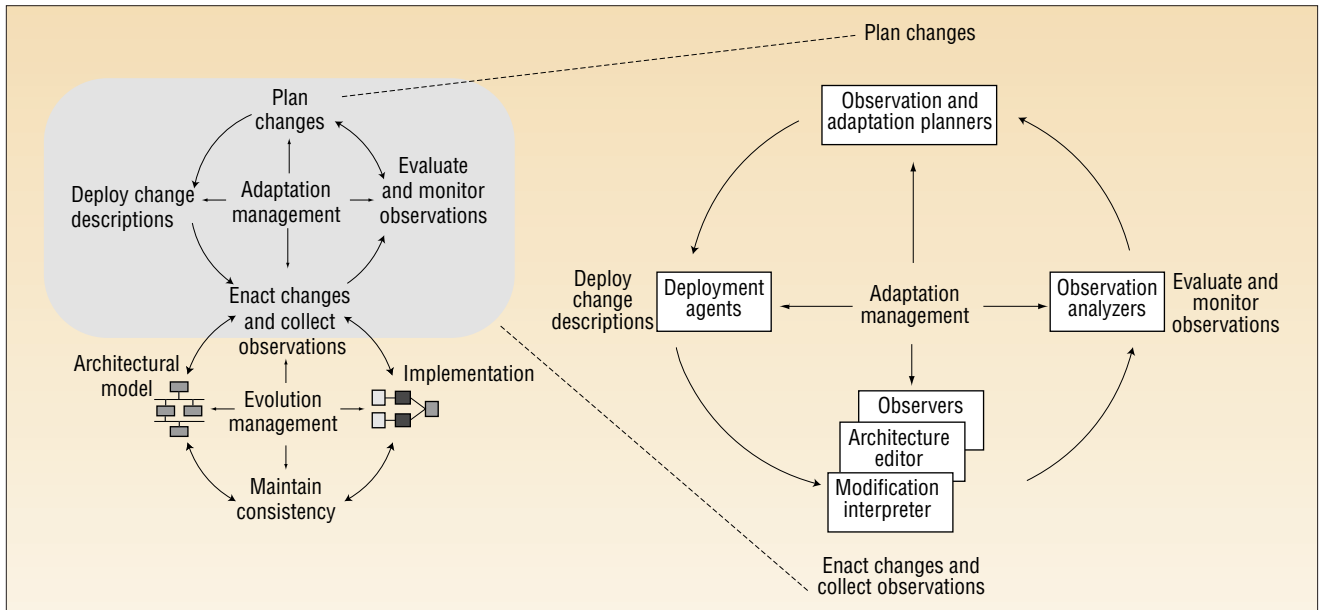 Plan
changes
Deploy change
descriptions
Adaptation
management
Evaluate
and monitor
observations
Enact changes
and collect
observations
Architectural
model
Evolution
management
Implementation
Maintain
consistency
Plan changes
Observation and
adaptation planners
Deploy
change
descriptions
Deployment
agents
Adaptation
management
Observation
analyzers
Evaluate and
monitor
observations
Observers
Architecture
editor
Modification
interpreter
Enact changes and
collect observations